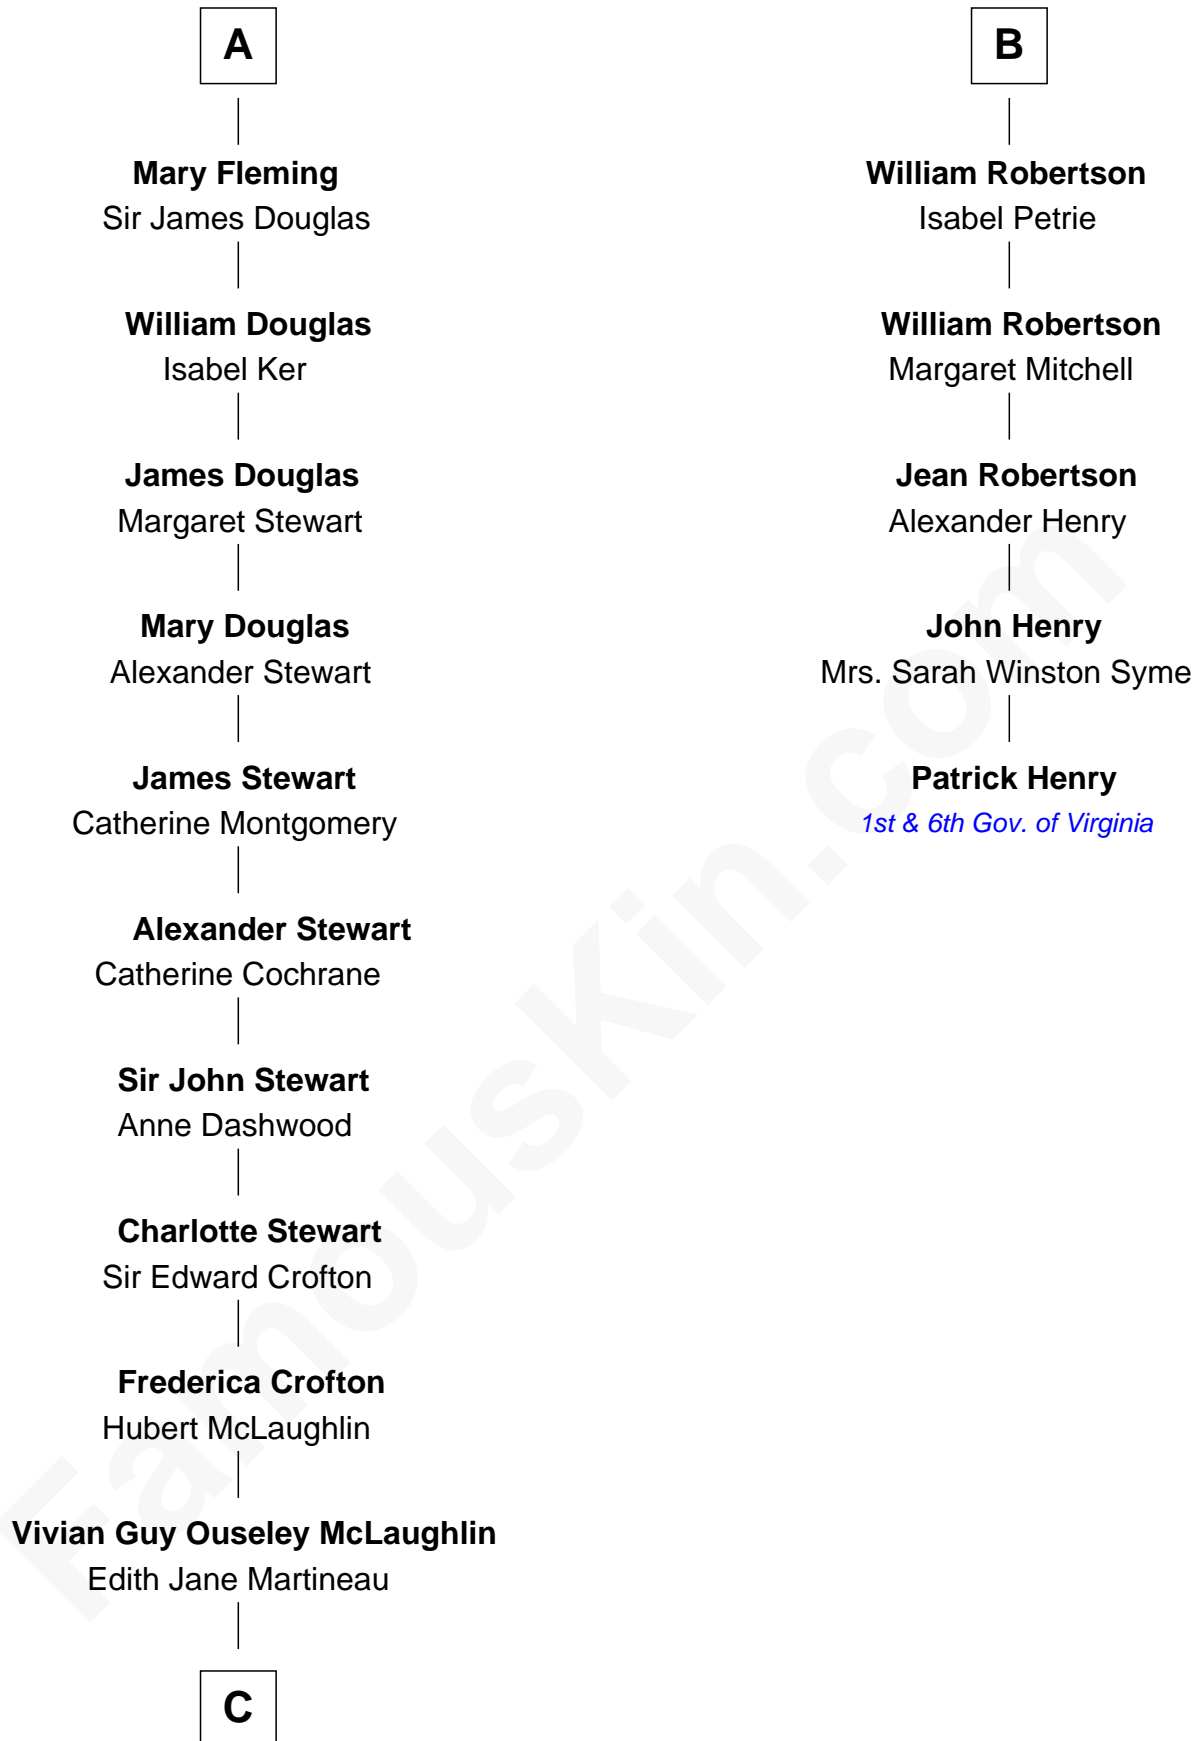 A
Mary Fleming
Sir James Douglas
William Douglas
Isabel Ker
James Douglas
Margaret Stewart
Mary Douglas
Alexander Stewart
James Stewart
Catherine Montgomery
Alexander Stewart
Catherine Cochrane
Sir John Stewart
Anne Dashwood
Charlotte Stewart
Sir Edward Crofton
Frederica Crofton
Hubert McLaughlin
Vivian Guy Ouseley McLaughlin
Edith Jane Martineau
C
B
William Robertson
Isabel Petrie
William Robertson
Margaret Mitchell
Jean Robertson
Alexander Henry
John Henry
Mrs. Sarah Winston Syme
Patrick Henry
1st & 6th Gov. of Virginia
FamousKin.com